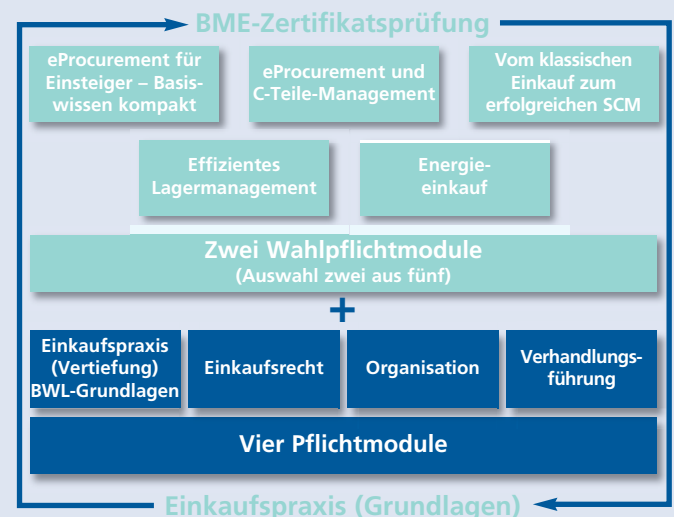 BME-Zertifikatsprüfung
eProcurement für
Einsteiger – Basis-
wissen kompakt
eProcurement und
C-Teile-Management
Vom klassischen
Einkauf zum
erfolgreichen SCM
Effizientes
Lagermanagement
Energie-
einkauf
Zwei Wahlpflichtmodule
(Auswahl zwei aus fünf)
+
Einkaufspraxis
(Vertiefung)
BWL-Grundlagen
Einkaufsrecht
Organisation
Verhandlungs-
führung
Vier Pflichtmodule
Einkaufspraxis (Grundlagen)